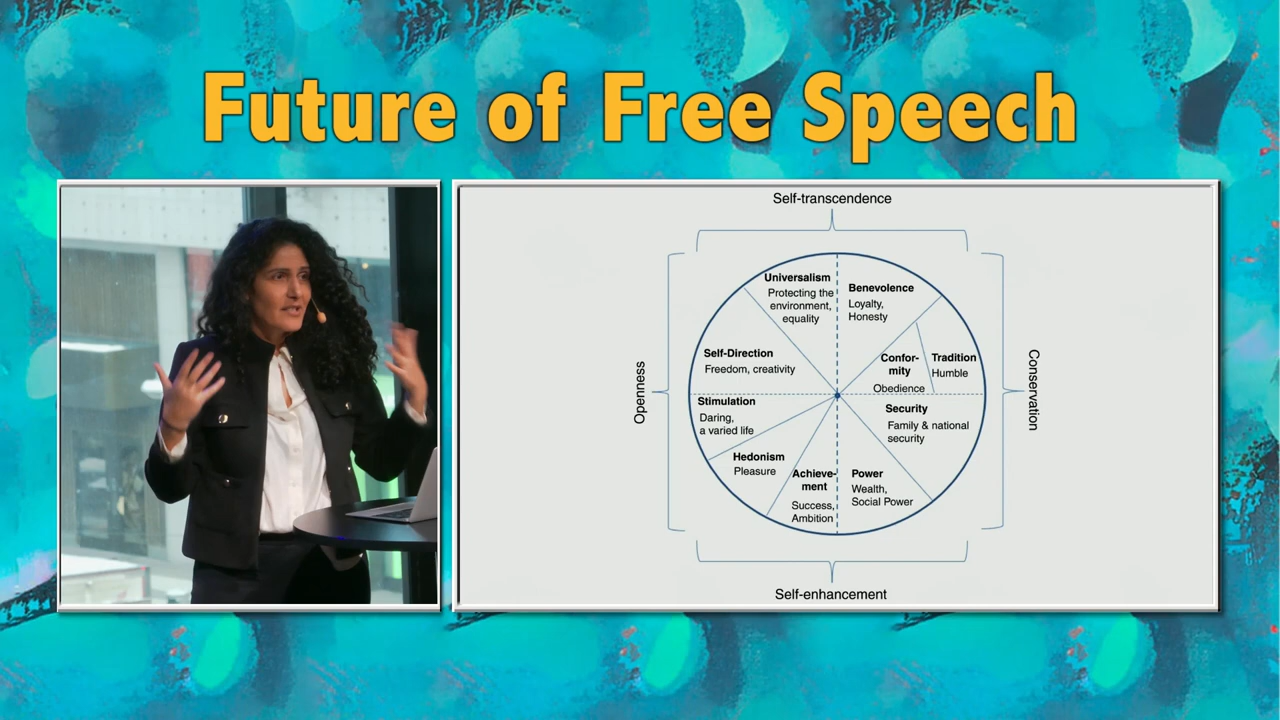 Future of Free Speech
Self-transcendence
Universalism
Protecting the
environment,
equality
Benevolence
Loyalty,
Honesty
Self-Direction
Freedom, creativity
Confor-
mity
Obedience
Tradition
Humble
Openness
Conservation
Stimulation
Daring,
a varied life
Security
Family & national
security
Hedonism
Pleasure
Achieve-
ment
Success,
Ambition
Power
Wealth,
Social Power
Self-enhancement